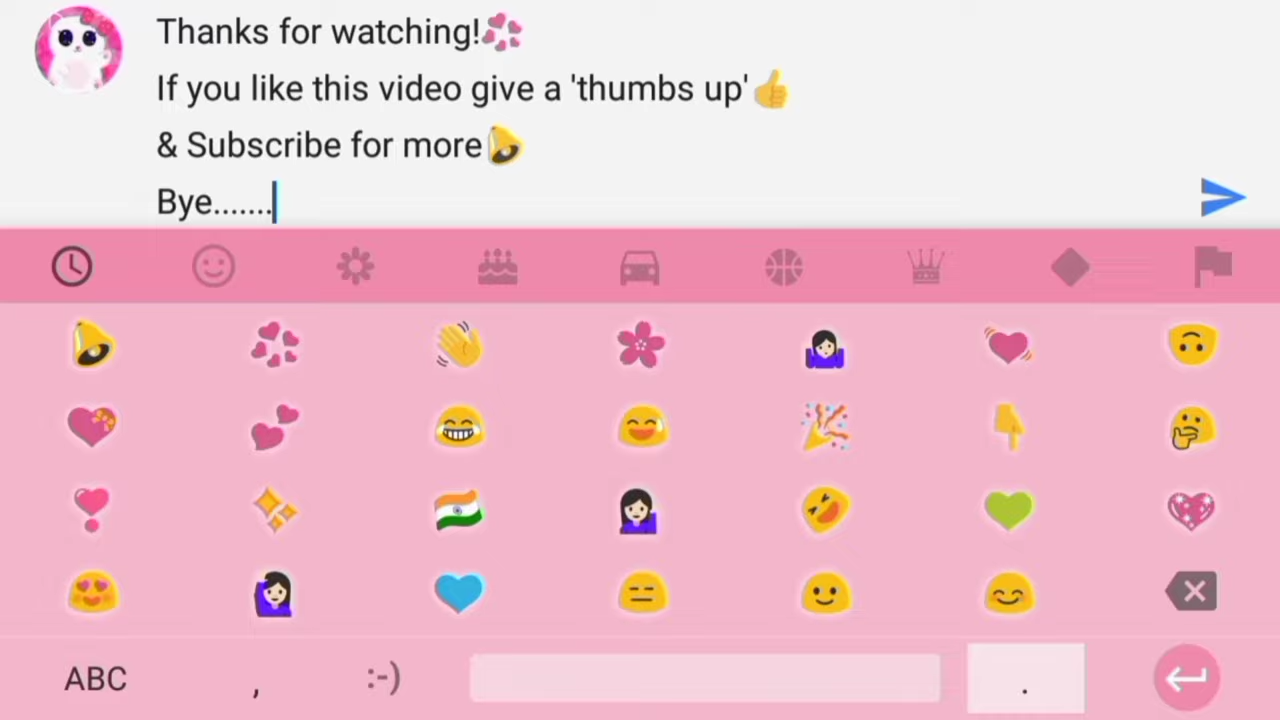 Thanks for watching!💞
If you like this video give a 'thumbs up'👍
& Subscribe for more🔔
Bye.......
ABC , :-) .